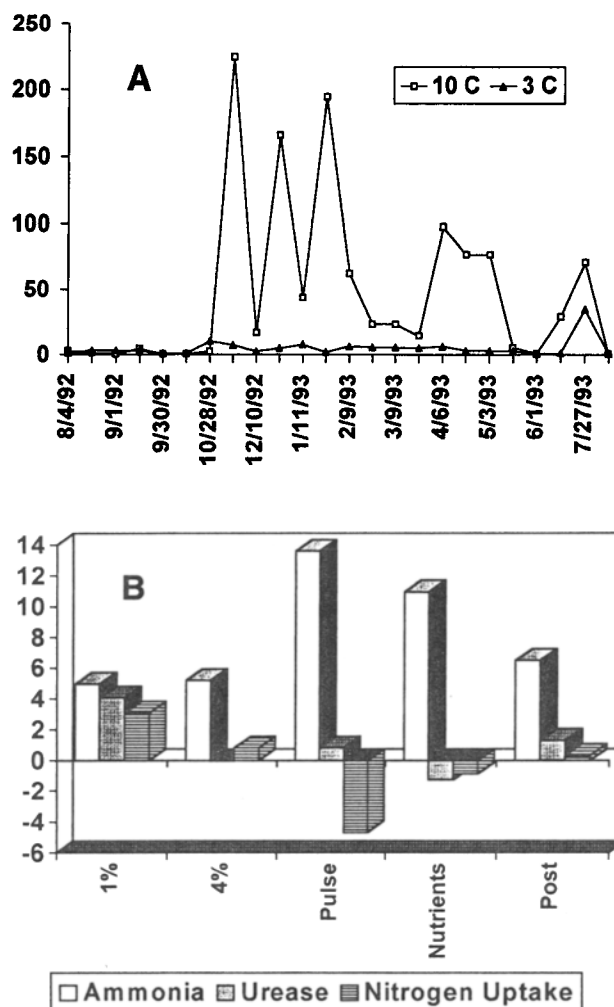 250
A
10 C 3 C
200
150
100
50
0
8/4/92 9/1/92 9/30/92 10/28/92 12/10/92 1/11/93 2/9/93 3/9/93 4/6/93 5/3/93 6/1/93 7/27/93
14
B
12
10
8
6
4
2
0
-2
-4
-6
1% 4% Pulse Nutrients Post
Ammonia Urease Nitrogen Uptake